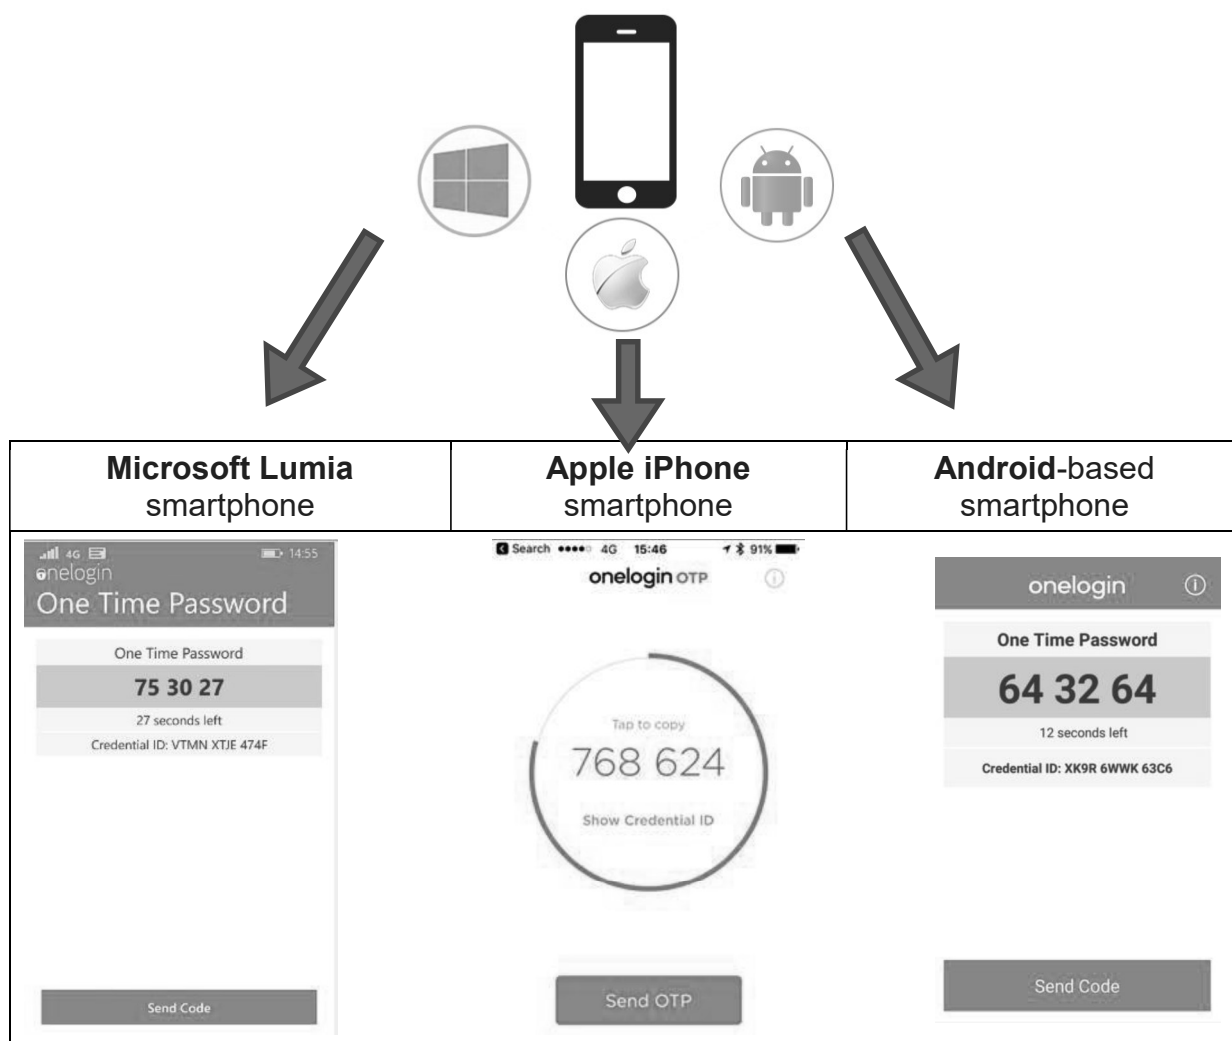 Microsoft Lumia
smartphone
Apple iPhone
smartphone
Android-based
smartphone
4G 14:55
onelogin
One Time Password
One Time Password
75 30 27
27 seconds left
Credential ID: VTMN XTJE 474F
Send Code
Search 4G 15:46 91%
onelogin OTP
Tap to copy
768 624
Show Credential ID
Send OTP
onelogin
One Time Password
64 32 64
12 seconds left
Credential ID: XK9R 6WWK 63C6
Send Code